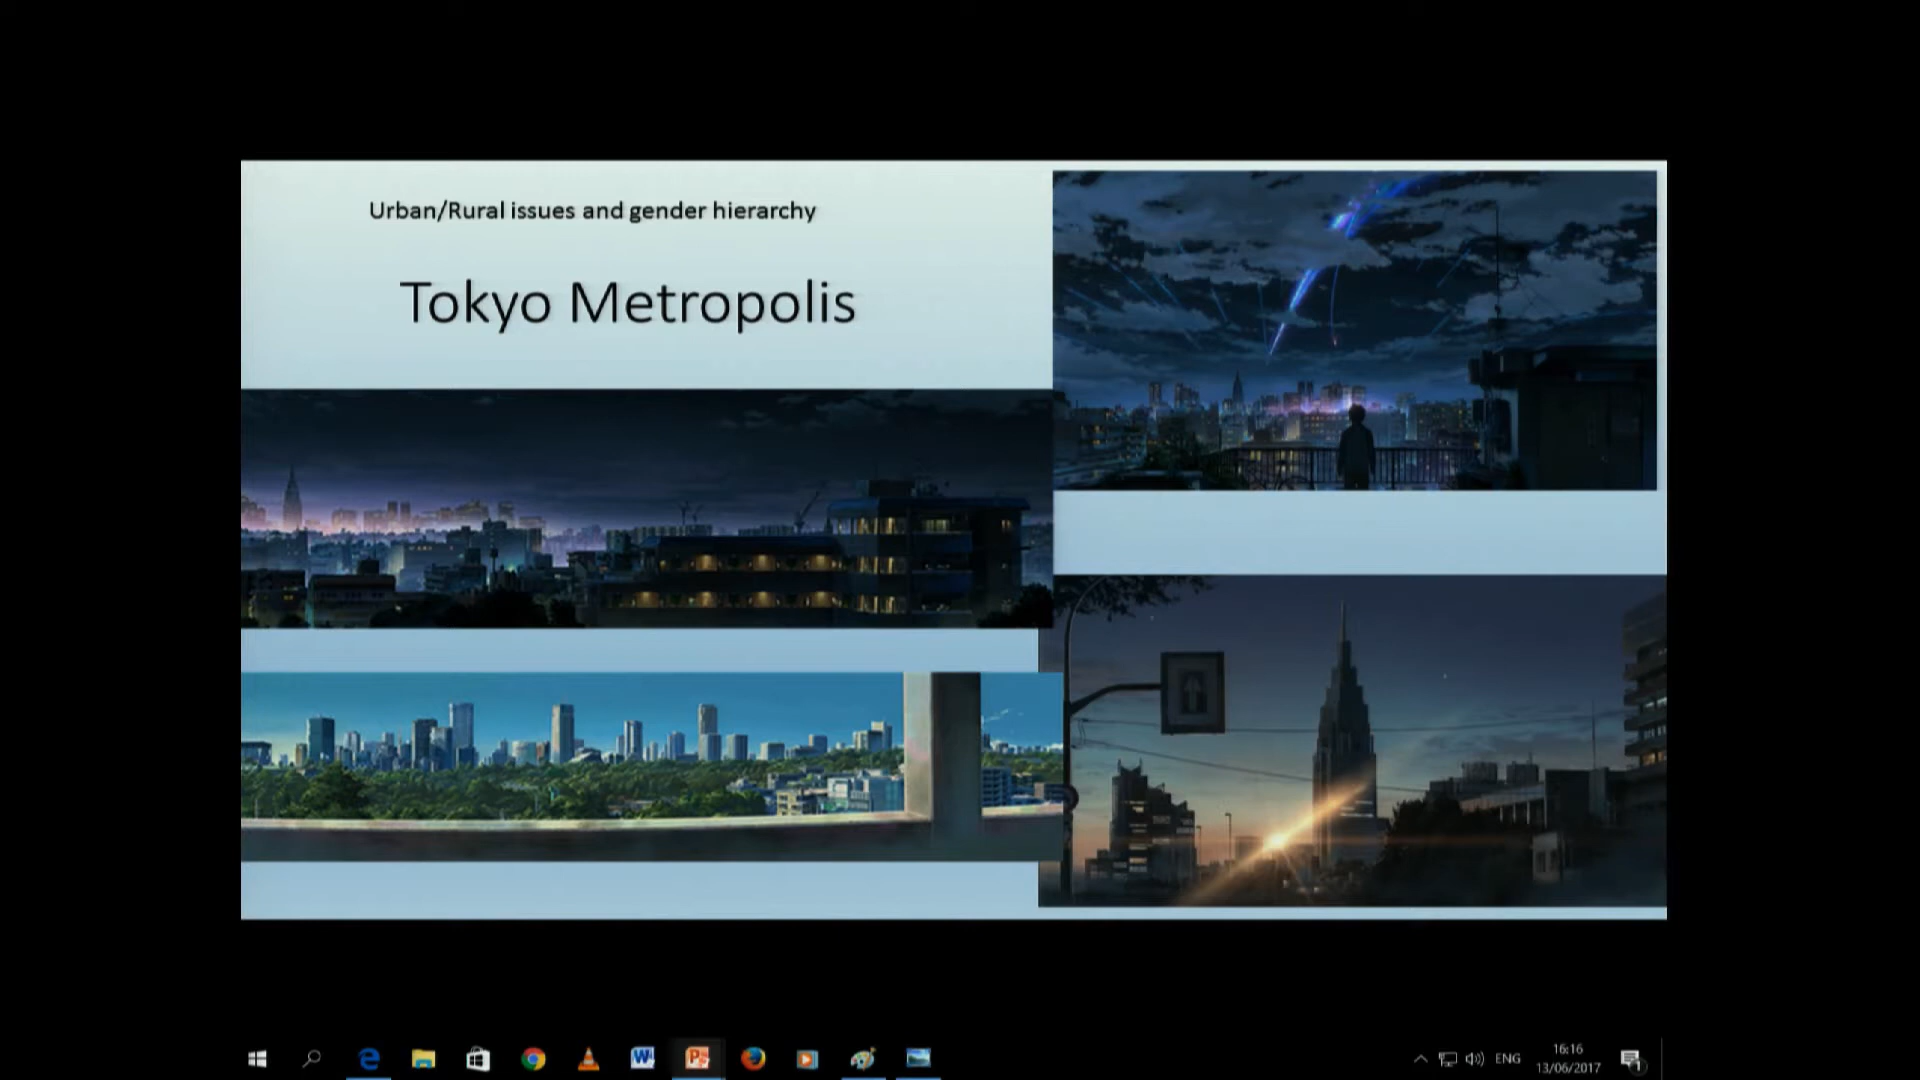 Urban/Rural issues and gender hierarchy
Tokyo Metropolis
ENG
16:16
13/06/2017